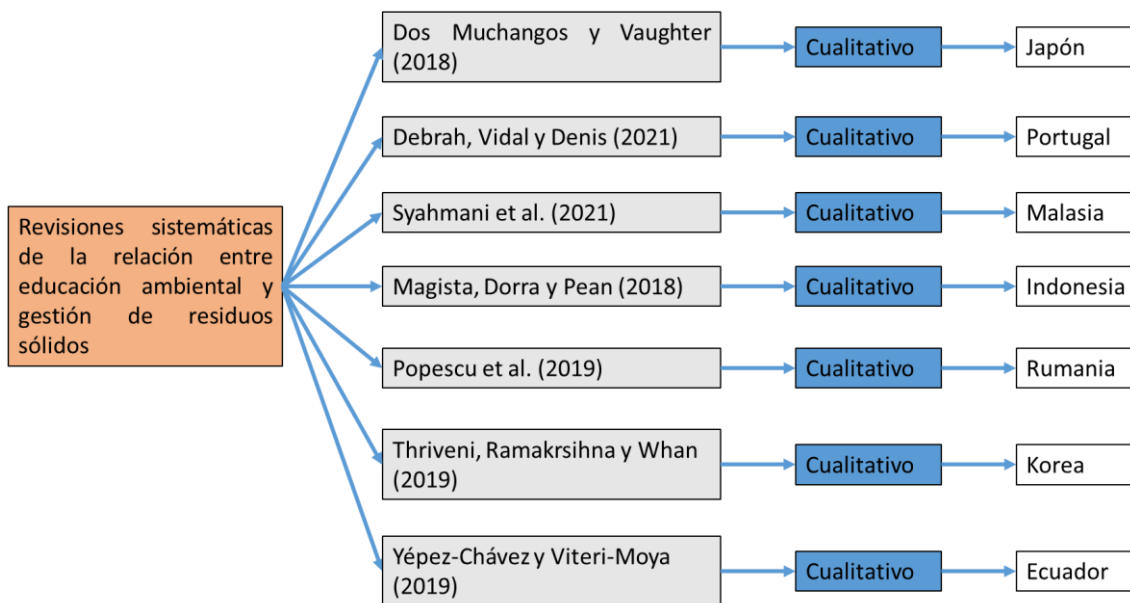 Revisiones sistemáticas
de la relación entre
educación ambiental y
gestión de residuos
sólidos
Dos Muchangos y Vaughter
(2018)
Cualitativo
Japón
Debrah, Vidal y Denis (2021)
Cualitativo
Portugal
Syahmani et al. (2021)
Cualitativo
Malasia
Magista, Dorra y Pean (2018)
Cualitativo
Indonesia
Popescu et al. (2019)
Cualitativo
Rumania
Thriveni, Ramakrsihna y Whan
(2019)
Cualitativo
Korea
Yépez-Chávez y Viteri-Moya
(2019)
Cualitativo
Ecuador